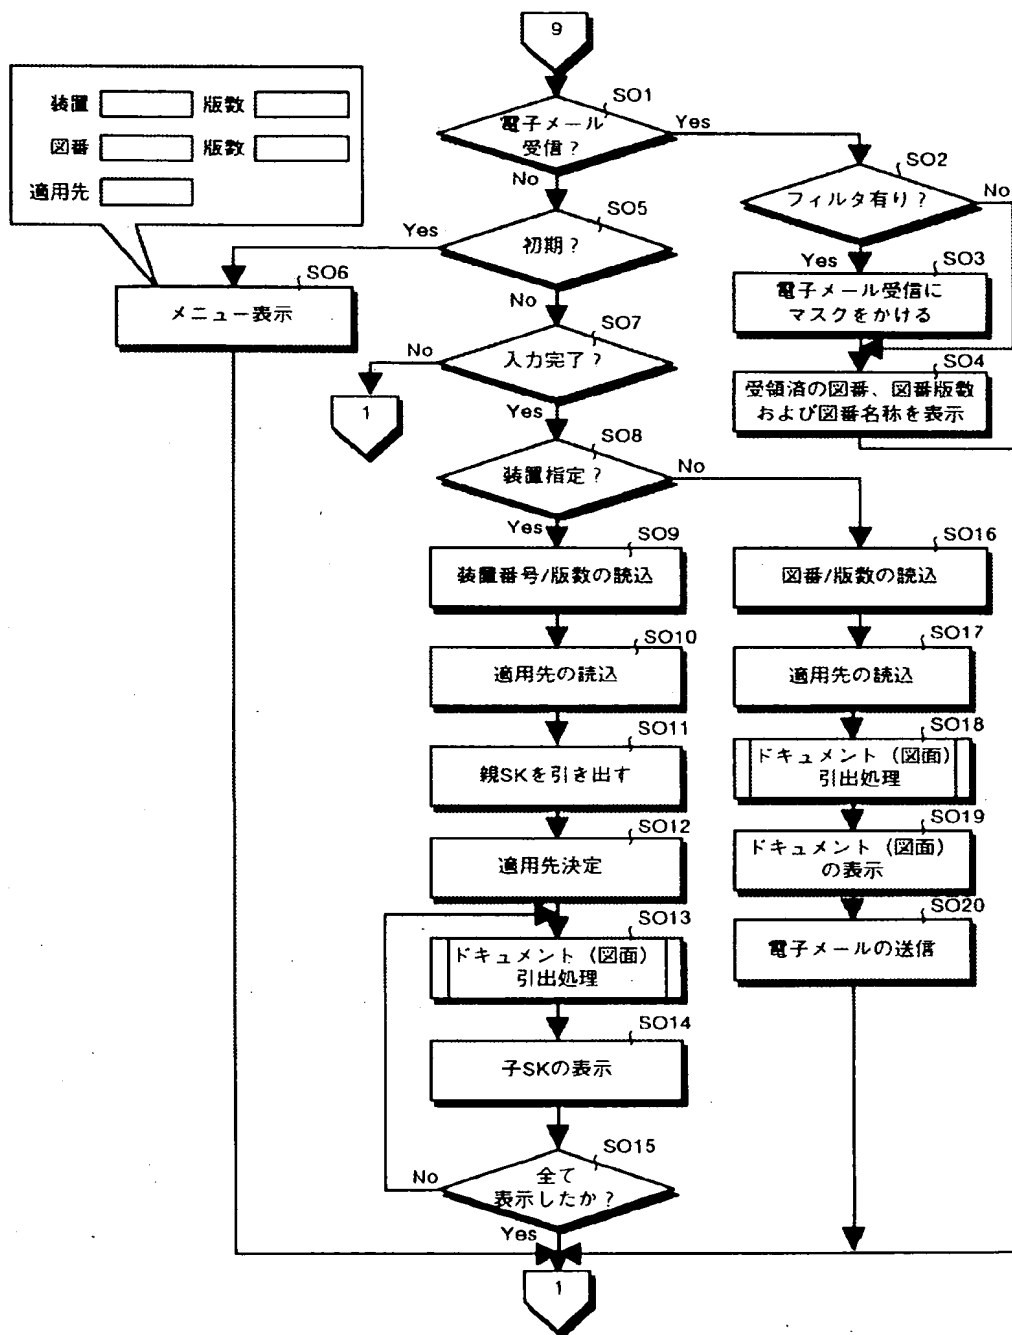 9
装置 版数
図番 版数
適用先
SO1
電子メール
受信?
Yes
No
SO2
フィルタ有り?
No
Yes
SO3
電子メール受信に
マスクをかける
SO4
受領済の図番、図番版数
および図番名称を表示
SO5
初期?
Yes
No
SO6
メニュー表示
SO7
入力完了?
No
1
Yes
SO8
装置指定?
No
Yes
SO9
装置番号/版数の読込
SO10
適用先の読込
SO11
親SKを引き出す
SO12
適用先決定
SO13
ドキュメント(図面)
引出処理
SO14
子SKの表示
SO15
全て
表示したか?
No
Yes
SO16
図番/版数の読込
SO17
適用先の読込
SO18
ドキュメント(図面)
引出処理
SO19
ドキュメント(図面)
の表示
SO20
電子メールの送信
1